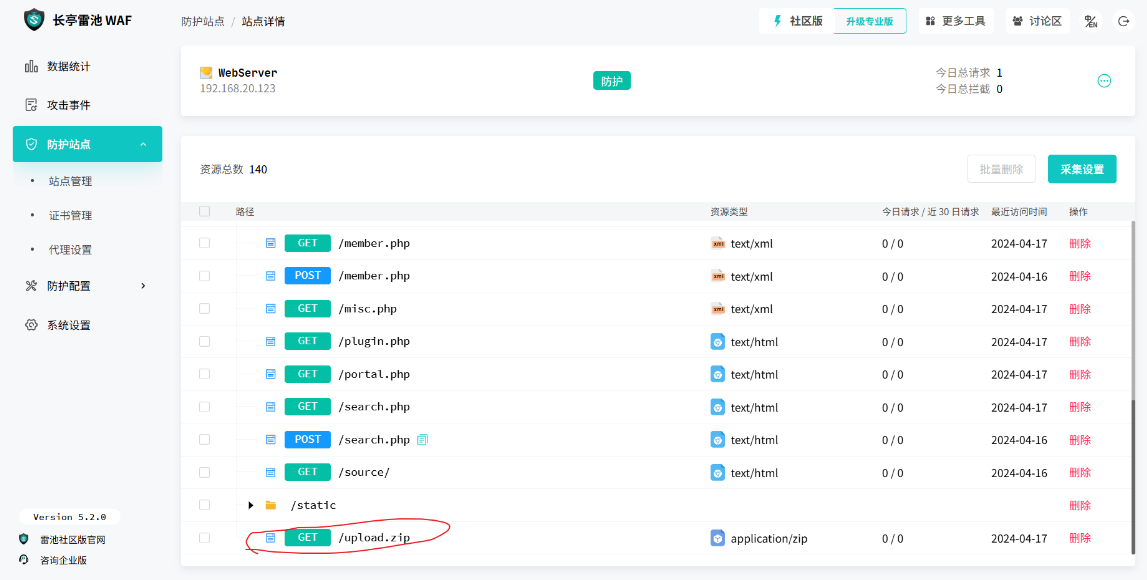 长亭雷池 WAF
防护站点 / 站点详情
社区版 升级专业版 更多工具 讨论区 中/EN
数据统计
攻击事件
防护站点
站点管理
证书管理
代理设置
防护配置
系统设置
Version 5.2.0
雷池社区版官网
咨询企业版
WebServer
192.168.20.123
防护
今日总请求 1
今日总拦截 0
资源总数 140
批量删除 采集设置
路径 资源类型 今日请求 / 近 30 日请求 最近访问时间 操作
GET /member.php text/xml 0 / 0 2024-04-17 删除
POST /member.php text/xml 0 / 0 2024-04-16 删除
GET /misc.php text/xml 0 / 0 2024-04-17 删除
GET /plugin.php text/html 0 / 0 2024-04-17 删除
GET /portal.php text/html 0 / 0 2024-04-17 删除
GET /search.php text/html 0 / 0 2024-04-17 删除
POST /search.php text/html 0 / 0 2024-04-16 删除
GET /source/ text/html 0 / 0 2024-04-16 删除
/static 删除
GET /upload.zip application/zip 0 / 0 2024-04-17 删除